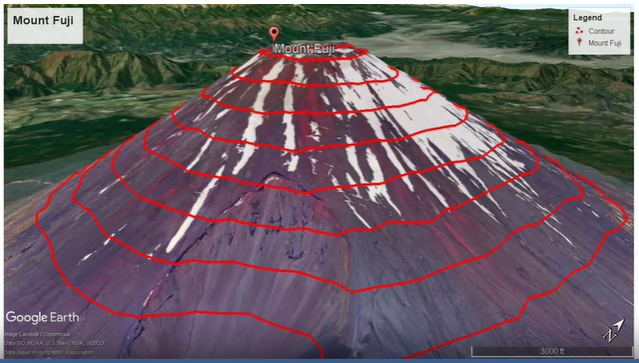 Mount Fuji
Legend
Contour
Mount Fuji
Mount Fuji
Google Earth
Image Landsat / Copernicus
Data SIO, NOAA, U.S. Navy, NGA, GEBCO
Data Japan Hydrographic Association
N
3000 ft